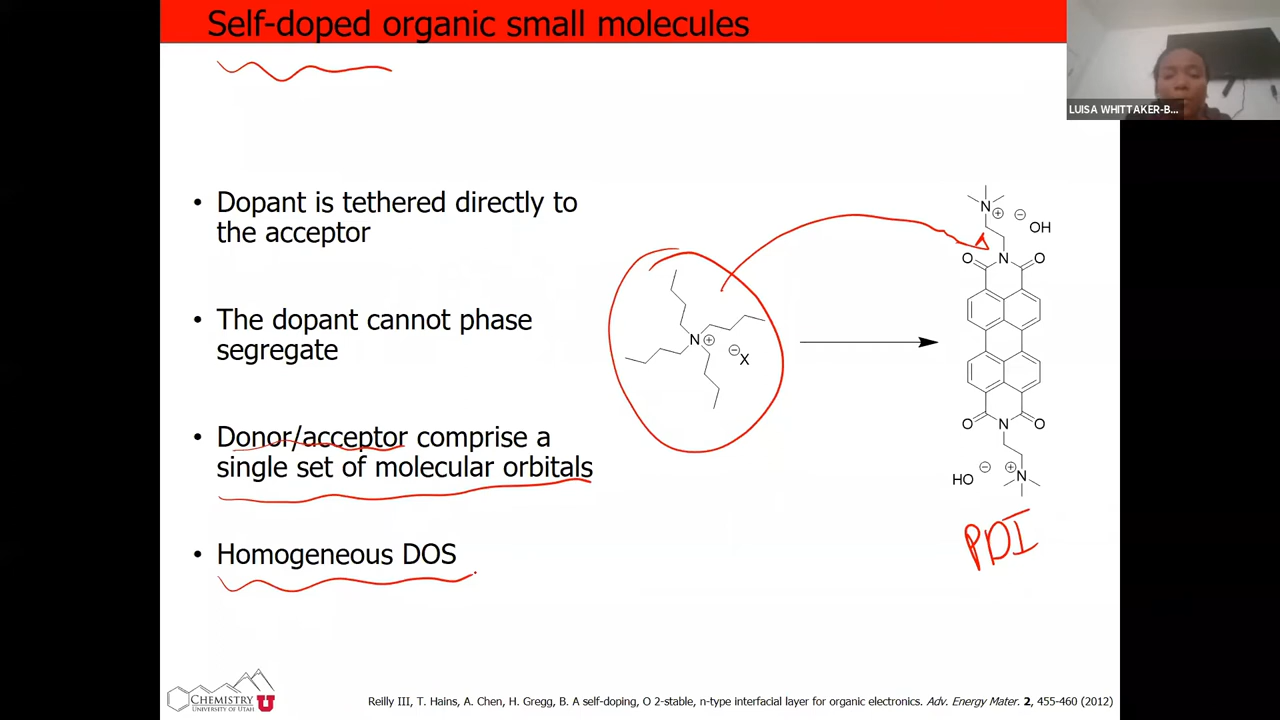 Self-doped organic small molecules
LUISA WHITTAKER-B...
• Dopant is tethered directly to
the acceptor
• The dopant cannot phase
segregate
• Donor/acceptor comprise a
single set of molecular orbitals
• Homogeneous DOS
N
+
−
X
N
+
−
OH
O
N
O
O
N
O
HO
−
+
N
PDI
CHEMISTRY
UNIVERSITY OF UTAH
U
Reilly III, T. Hains, A. Chen, H. Gregg, B. A self-doping, O 2-stable, n-type interfacial layer for organic electronics. Adv. Energy Mater. 2, 455-460 (2012)